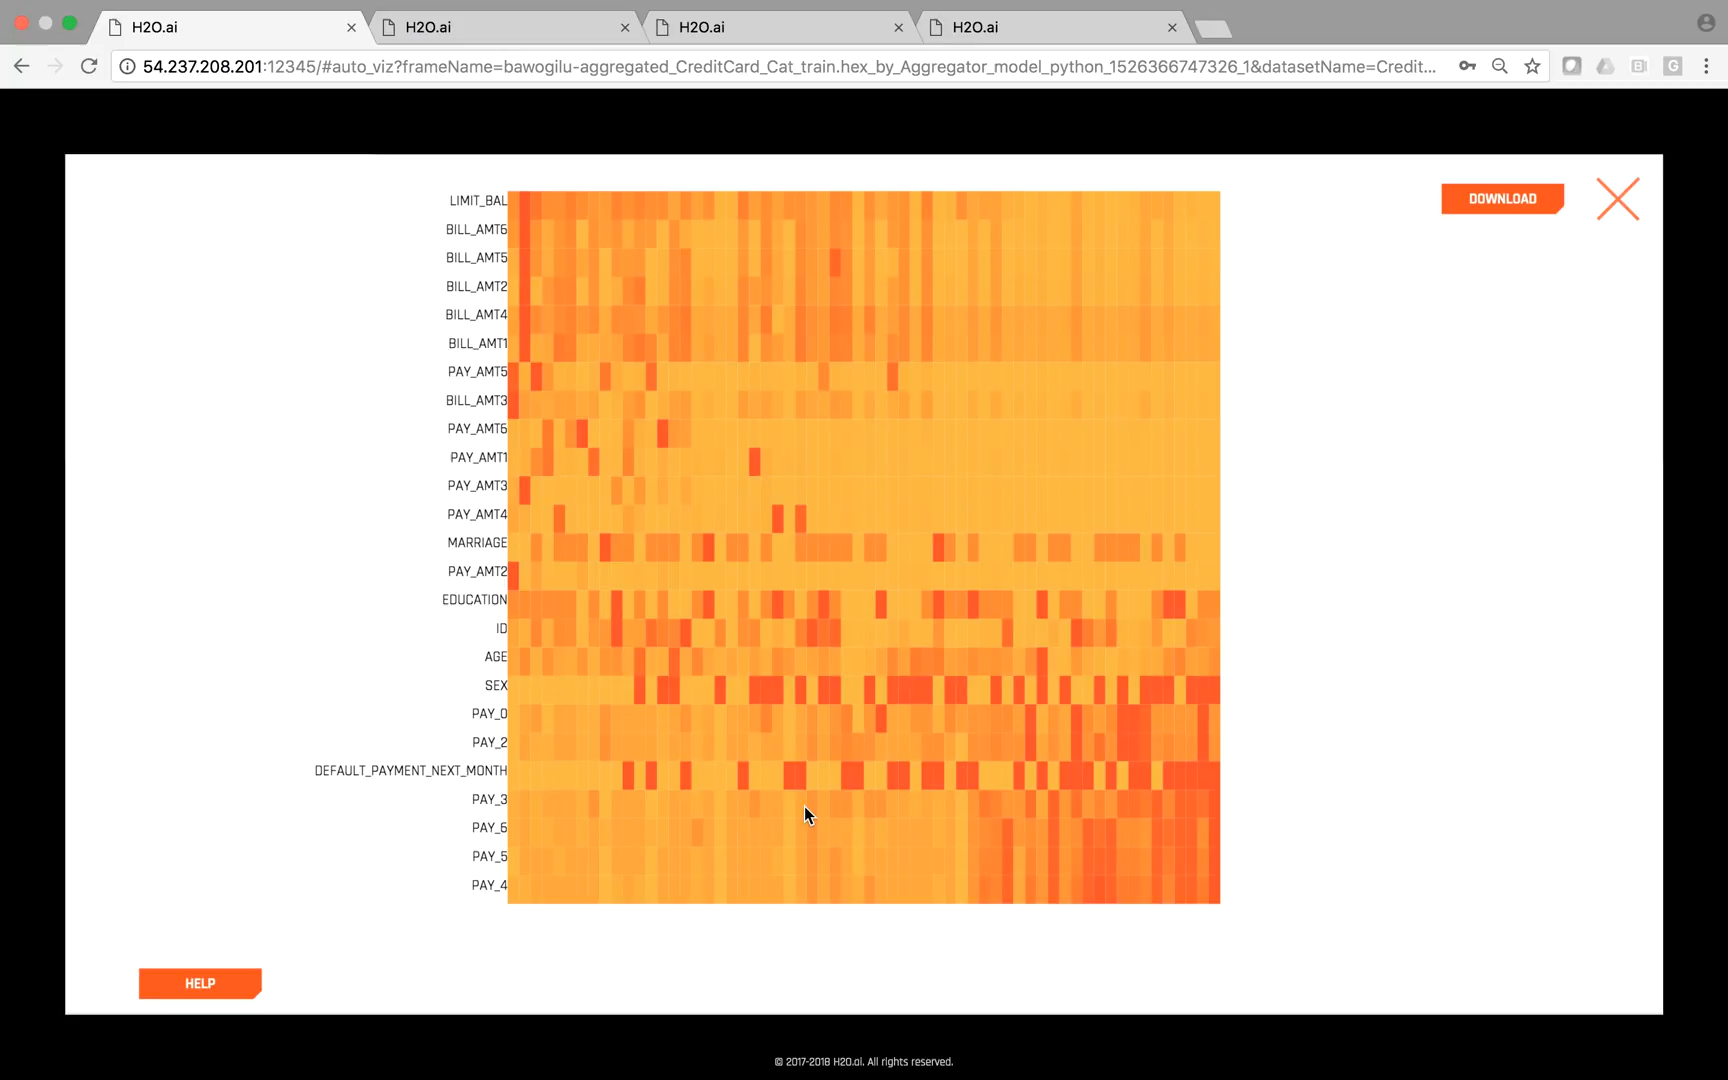 H2O.ai
H2O.ai
H2O.ai
H2O.ai
54.237.208.201:12345/#auto_viz?frameName=bawogilu-aggregated_CreditCard_Cat_train.hex_by_Aggregator_model_python_1526366747326_1&datasetName=Credit...
DOWNLOAD
LIMIT_BAL
BILL_AMT6
BILL_AMT5
BILL_AMT2
BILL_AMT4
BILL_AMT1
PAY_AMT5
BILL_AMT3
PAY_AMT6
PAY_AMT1
PAY_AMT3
PAY_AMT4
MARRIAGE
PAY_AMT2
EDUCATION
ID
AGE
SEX
PAY_0
PAY_2
DEFAULT_PAYMENT_NEXT_MONTH
PAY_3
PAY_6
PAY_5
PAY_4
HELP
© 2017-2018 H2O.ai. All rights reserved.